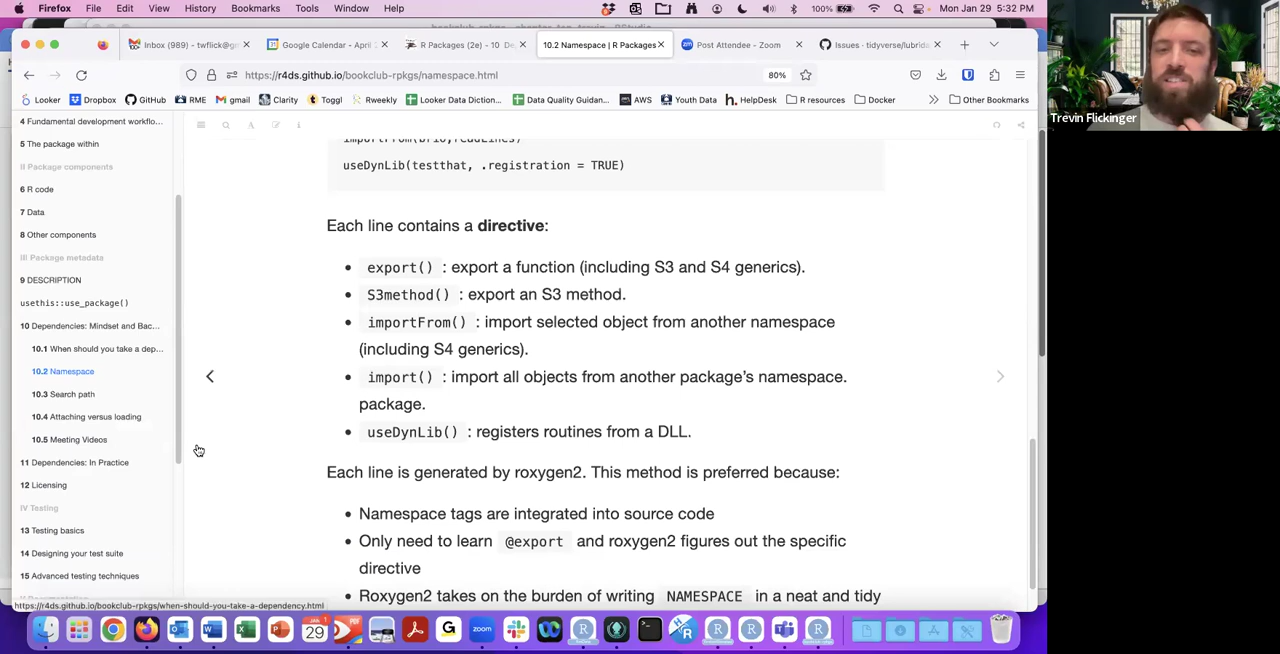 Firefox File Edit View History Bookmarks Tools Window Help 100% Mon Jan 29 5:32 PM
Inbox (989) - twflick@gr
Google Calendar - April
R Packages (2e) - 10 De
10.2 Namespace | R Packages
Post Attendee - Zoom
Issues · tidyverse/lubrida
https://r4ds.github.io/bookclub-rpkgs/namespace.html 80%
Looker Dropbox GitHub RME gmail Clarity Toggl Rweekly Looker Data Diction... Data Quality Guidan... AWS Youth Data HelpDesk R resources Docker Other Bookmarks
Trevin Flickinger
4 Fundamental development workflo...
5 The package within
II Package components
6 R code
7 Data
8 Other components
III Package metadata
9 DESCRIPTION
usethis::use_package()
10 Dependencies: Mindset and Bac...
10.1 When should you take a dep...
10.2 Namespace
10.3 Search path
10.4 Attaching versus loading
10.5 Meeting Videos
11 Dependencies: In Practice
12 Licensing
IV Testing
13 Testing basics
14 Designing your test suite
15 Advanced testing techniques
importFrom(brio,readLines)
useDynLib(testthat, .registration = TRUE)
Each line contains a directive:
• export() : export a function (including S3 and S4 generics).
• S3method() : export an S3 method.
• importFrom() : import selected object from another namespace
(including S4 generics).
• import() : import all objects from another package's namespace.
package.
• useDynLib() : registers routines from a DLL.
Each line is generated by roxygen2. This method is preferred because:
• Namespace tags are integrated into source code
• Only need to learn @export and roxygen2 figures out the specific
directive
• Roxygen2 takes on the burden of writing NAMESPACE in a neat and tidy
https://r4ds.github.io/bookclub-rpkgs/when-should-you-take-a-dependency.html
JAN
29
zoom